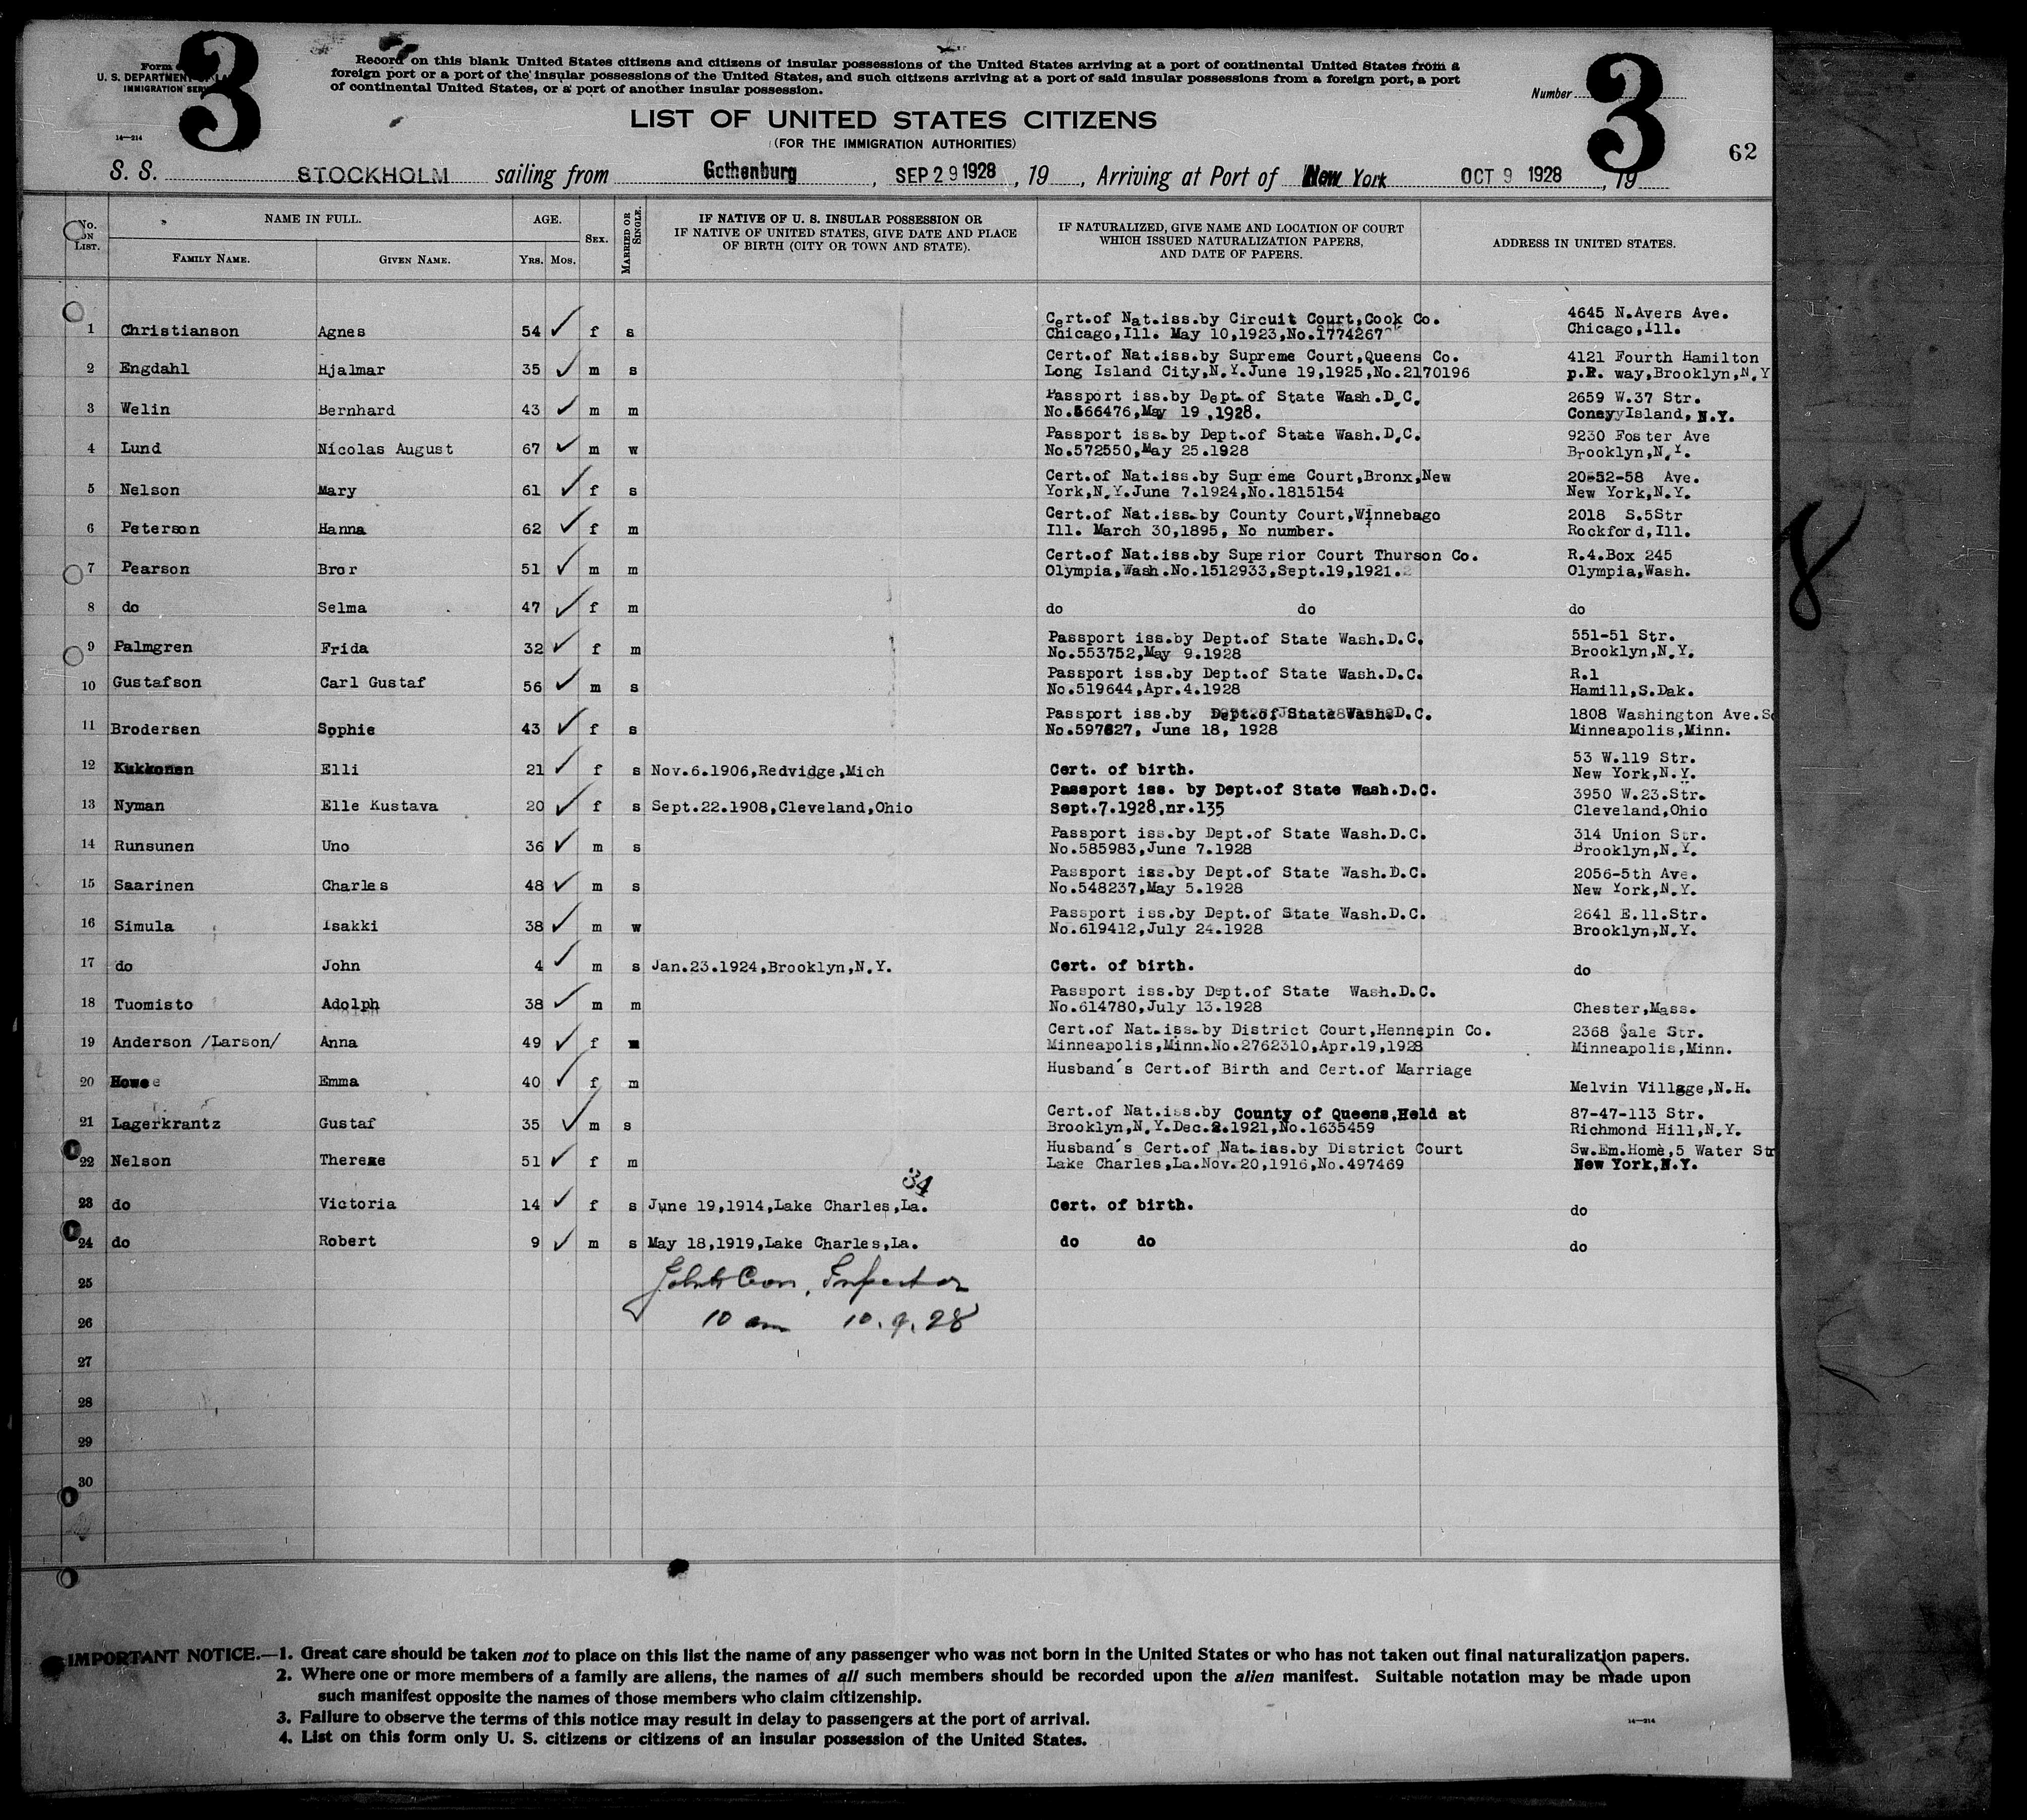 3
3
Form
U. S. DEPARTMENT OF LA
IMMIGRATION SERV
14—214
Record on this blank United States citizens and citizens of insular possessions of the United States arriving at a port of continental United States from a
foreign port or a port of the insular possessions of the United States, and such citizens arriving at a port of said insular possessions from a foreign port, a port
of continental United States, or a port of another insular possession.
Number
LIST OF UNITED STATES CITIZENS
(FOR THE IMMIGRATION AUTHORITIES)
62
S. S. STOCKHOLM sailing from Gothenburg, SEP 29 1928, 19, Arriving at Port of New York OCT 9 1928, 19
No. ON LIST. NAME IN FULL. AGE. SEX. MARRIED OR SINGLE. IF NATIVE OF U. S. INSULAR POSSESSION OR IF NATIVE OF UNITED STATES, GIVE DATE AND PLACE OF BIRTH (CITY OR TOWN AND STATE). IF NATURALIZED, GIVE NAME AND LOCATION OF COURT WHICH ISSUED NATURALIZATION PAPERS, AND DATE OF PAPERS. ADDRESS IN UNITED STATES.
FAMILY NAME. GIVEN NAME. YRS. MOS.
Cert.of Nat.iss.by Circuit Court,Cook Co. 4645 N.Avers Ave.
1 Christianson Agnes 54 f s Chicago,Ill. May 10,1923,No.1774267 Chicago,Ill.
Cert.of Nat.iss.by Supreme Court,Queens Co. 4121 Fourth Hamilton
2 Engdahl Hjalmar 35 m s Long Island City,N.Y.June 19,1925,No.2170196 p.R. way,Brooklyn,N.Y
Passport iss.by Dept.of State Wash.D.C. 2659 W.37 Str.
3 Welin Bernhard 43 m m No.566476,May 19,1928. Coneyy Island, N.Y.
Passport iss.by Dept.of State Wash.D.C. 9230 Foster Ave
4 Lund Nicolas August 67 m w No.572550,May 25.1928 Brooklyn,N.Y.
Cert.of Nat.iss.by Supreme Court,Bronx,New 20-52-58 Ave.
5 Nelson Mary 61 f s York,N.Y.June 7.1924,No.1815154 New York,N.Y.
Cert.of Nat.iss.by County Court,Winnebago 2018 S.5Str
6 Peterson Hanna 62 f m Ill. March 30,1895, No number. Rockford,Ill.
Cert.of Nat.iss.by Superior Court Thurson Co. R.4.Box 245
7 Pearson Bror 51 m m Olympia,Wash.No.1512933,Sept.19,1921. Olympia,Wash.
8 do Selma 47 f m do do do
Passport iss.by Dept.of State Wash.D.C. 551-51 Str.
9 Palmgren Frida 32 f m No.553752,May 9.1928 Brooklyn,N.Y.
Passport iss.by Dept.of State Wash.D.C. R.1
10 Gustafson Carl Gustaf 56 m s No.519644,Apr.4.1928 Hamill,S.Dak.
Passport iss.by Dept.of State Wash.D.C. 1808 Washington Ave.So
11 Brodersen Sophie 43 f s No.597627, June 18, 1928 Minneapolis,Minn.
53 W.119 Str.
12 Kukkonen Elli 21 f s Nov.6.1906,Redvidge,Mich Cert. of birth. New York,N.Y.
Passport iss. by Dept.of State Wash.D.C. 3950 W.23.Str.
13 Nyman Elle Kustava 20 f s Sept.22.1908,Cleveland,Ohio Sept.7.1928,nr.135 Cleveland,Ohio
Passport iss.by Dept.of State Wash.D.C. 314 Union Str.
14 Runsunen Uno 36 m s No.585983,June 7.1928 Brooklyn,N.Y.
Passport iss.by Dept.of State Wash.D.C. 2056-5th Ave.
15 Saarinen Charles 48 m s No.548237,May 5.1928 New York,N.Y.
Passport iss.by Dept.of State Wash.D.C. 2641 E.11.Str.
16 Simula Isakki 38 m w No.619412,July 24.1928 Brooklyn,N.Y.
17 do John 4 m s Jan.23.1924,Brooklyn,N.Y. Cert. of birth. do
Passport iss.by Dept.of State Wash.D.C.
18 Tuomisto Adolph 38 m m No.614780,July 13.1928 Chester,Mass.
Cert.of Nat.iss.by District Court,Hennepin Co. 2368 Str.
19 Anderson /Larson/ Anna 49 f Minneapolis,Minn.No.2762310,Apr.19,1928 Minneapolis,Minn.
Husband's Cert.of Birth and Cert.of Marriage
20 Howe Emma 40 f m Melvin Village,N.H.
Cert.of Nat.iss.by County of Queens,Held at 87-47-113 Str.
21 Lagerkrantz Gustaf 35 m s Brooklyn,N.Y.Dec.2.1921,No.1635459 Richmond Hill,N.Y.
Husband's Cert.of Nat.iss.by District Court Sw.Em.Home,5 Water Str
22 Nelson Therese 51 f m Lake Charles,La.Nov.20,1916,No.497469 New York,N.Y.
34
23 do Victoria 14 f s June 19,1914,Lake Charles,La. Cert. of birth. do
24 do Robert 9 m s May 18,1919,Lake Charles,La. do do do
25 Inspector
26 10 am 10.9.28
27
28
29
30
8
IMPORTANT NOTICE.—1. Great care should be taken not to place on this list the name of any passenger who was not born in the United States or who has not taken out final naturalization papers.
2. Where one or more members of a family are aliens, the names of all such members should be recorded upon the alien manifest. Suitable notation may be made upon
such manifest opposite the names of those members who claim citizenship.
3. Failure to observe the terms of this notice may result in delay to passengers at the port of arrival.
14—214
4. List on this form only U. S. citizens or citizens of an insular possession of the United States.